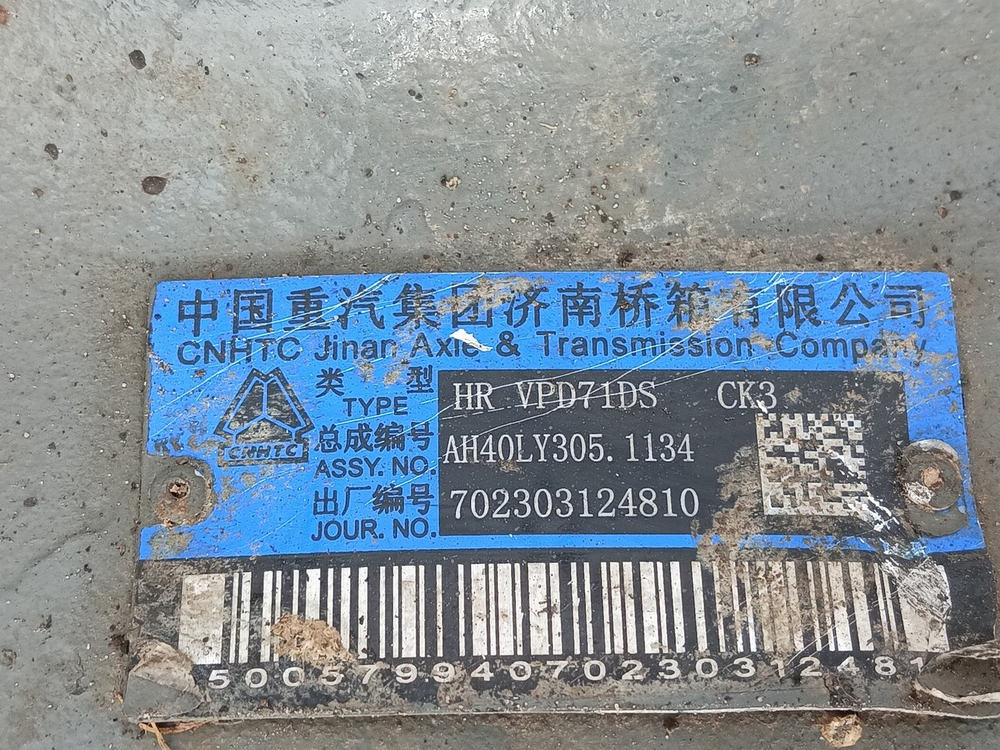 中国重汽集团济南桥箱有限公司
CNHTC Jinan Axle & Transmission Company
类 型 TYPE HR VPD71DS CK3
CNHTC
总成编号 ASSY. NO. AH40LY305.1134
出厂编号 JOUR. NO. 702303124810
50057994070230312481